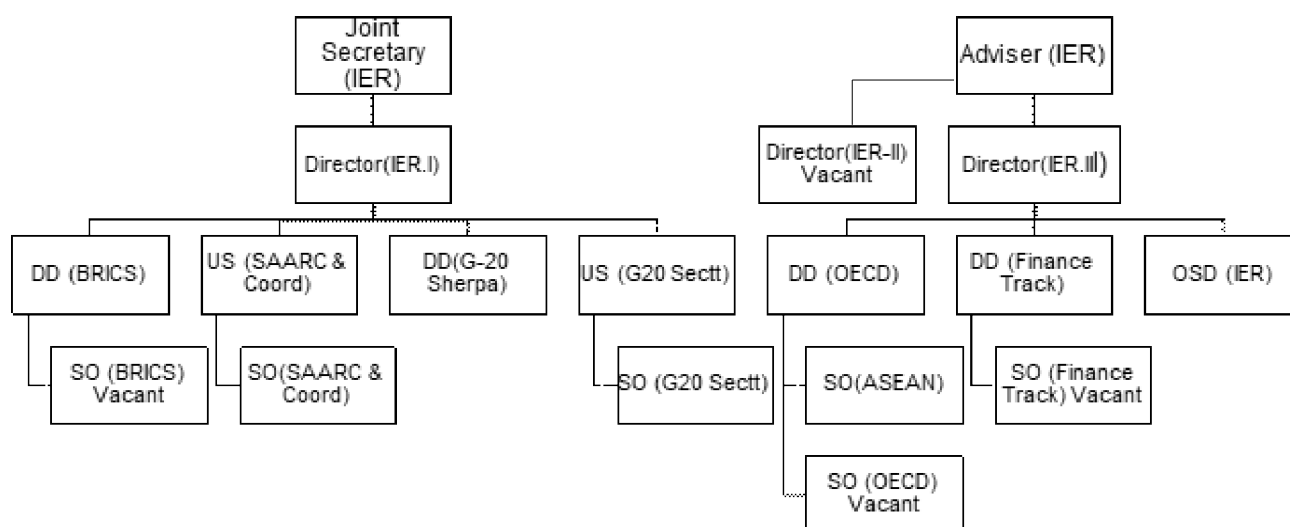 Joint
Secretary
(IER)
Adviser (IER)
Director(IER.I)
Director(IER-II)
Vacant
Director(IER.III)
DD (BRICS)
US (SAARC &
Coord)
DD(G-20
Sherpa)
US (G20 Sectt)
DD (OECD)
DD (Finance
Track)
OSD (IER)
SO (BRICS)
Vacant
SO(SAARC &
Coord)
SO (G20 Sectt)
SO(ASEAN)
SO (Finance
Track) Vacant
SO (OECD)
Vacant